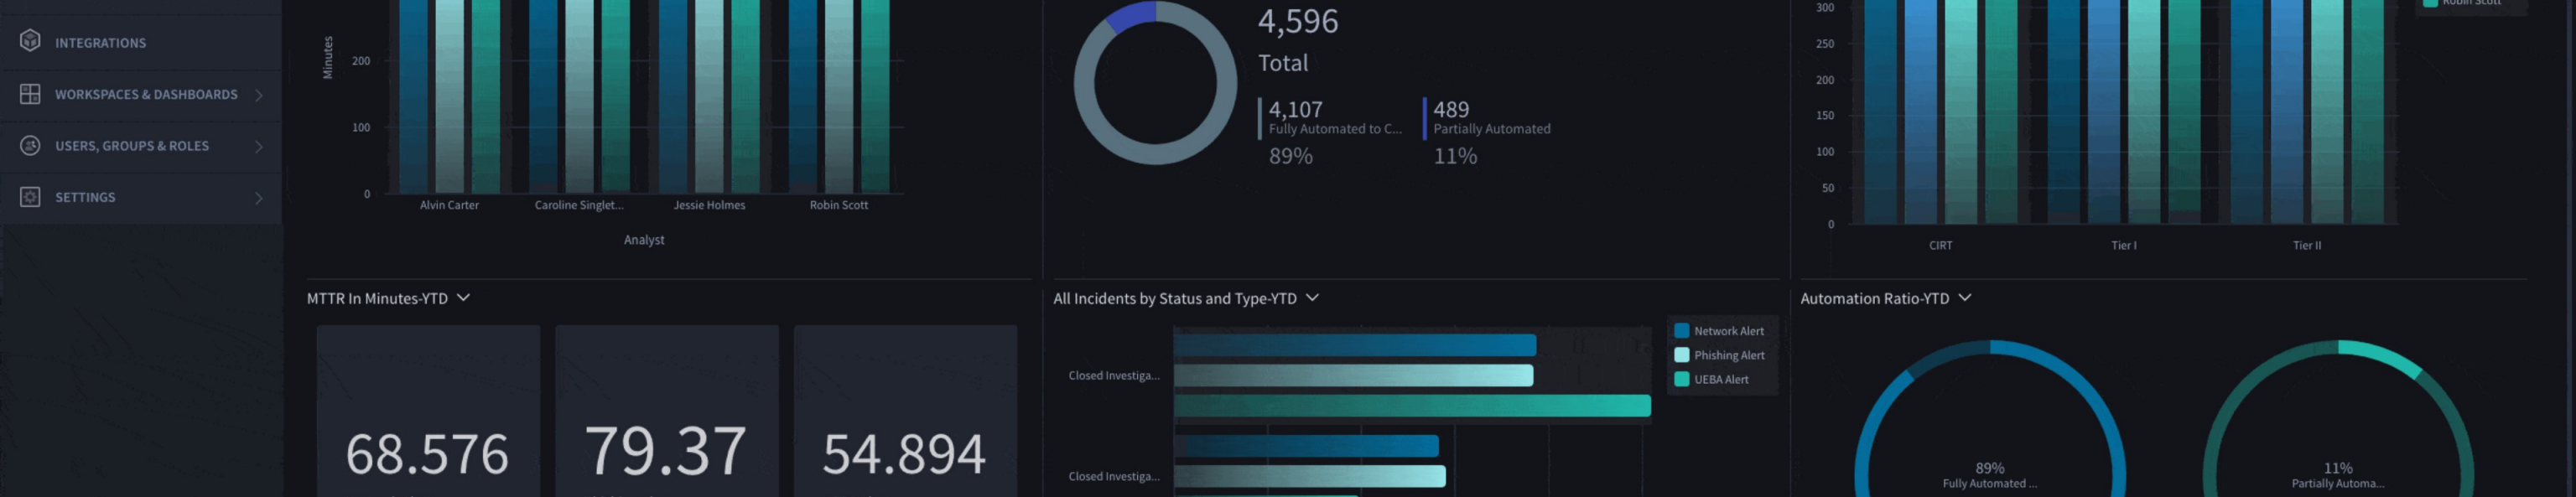 INTEGRATIONS
WORKSPACES & DASHBOARDS
USERS, GROUPS & ROLES
SETTINGS
Minutes
200
100
0
Alvin Carter
Caroline Singlet...
Jessie Holmes
Robin Scott
Analyst
4,596
Total
4,107
Fully Automated to C...
89%
489
Partially Automated
11%
300
250
200
150
100
50
0
CIRT
Tier I
Tier II
Robin Scott
MTTR In Minutes-YTD
68.576
79.37
54.894
All Incidents by Status and Type-YTD
Closed Investiga...
Closed Investiga...
Network Alert
Phishing Alert
UEBA Alert
Automation Ratio-YTD
89%
Fully Automated ...
11%
Partially Automa...